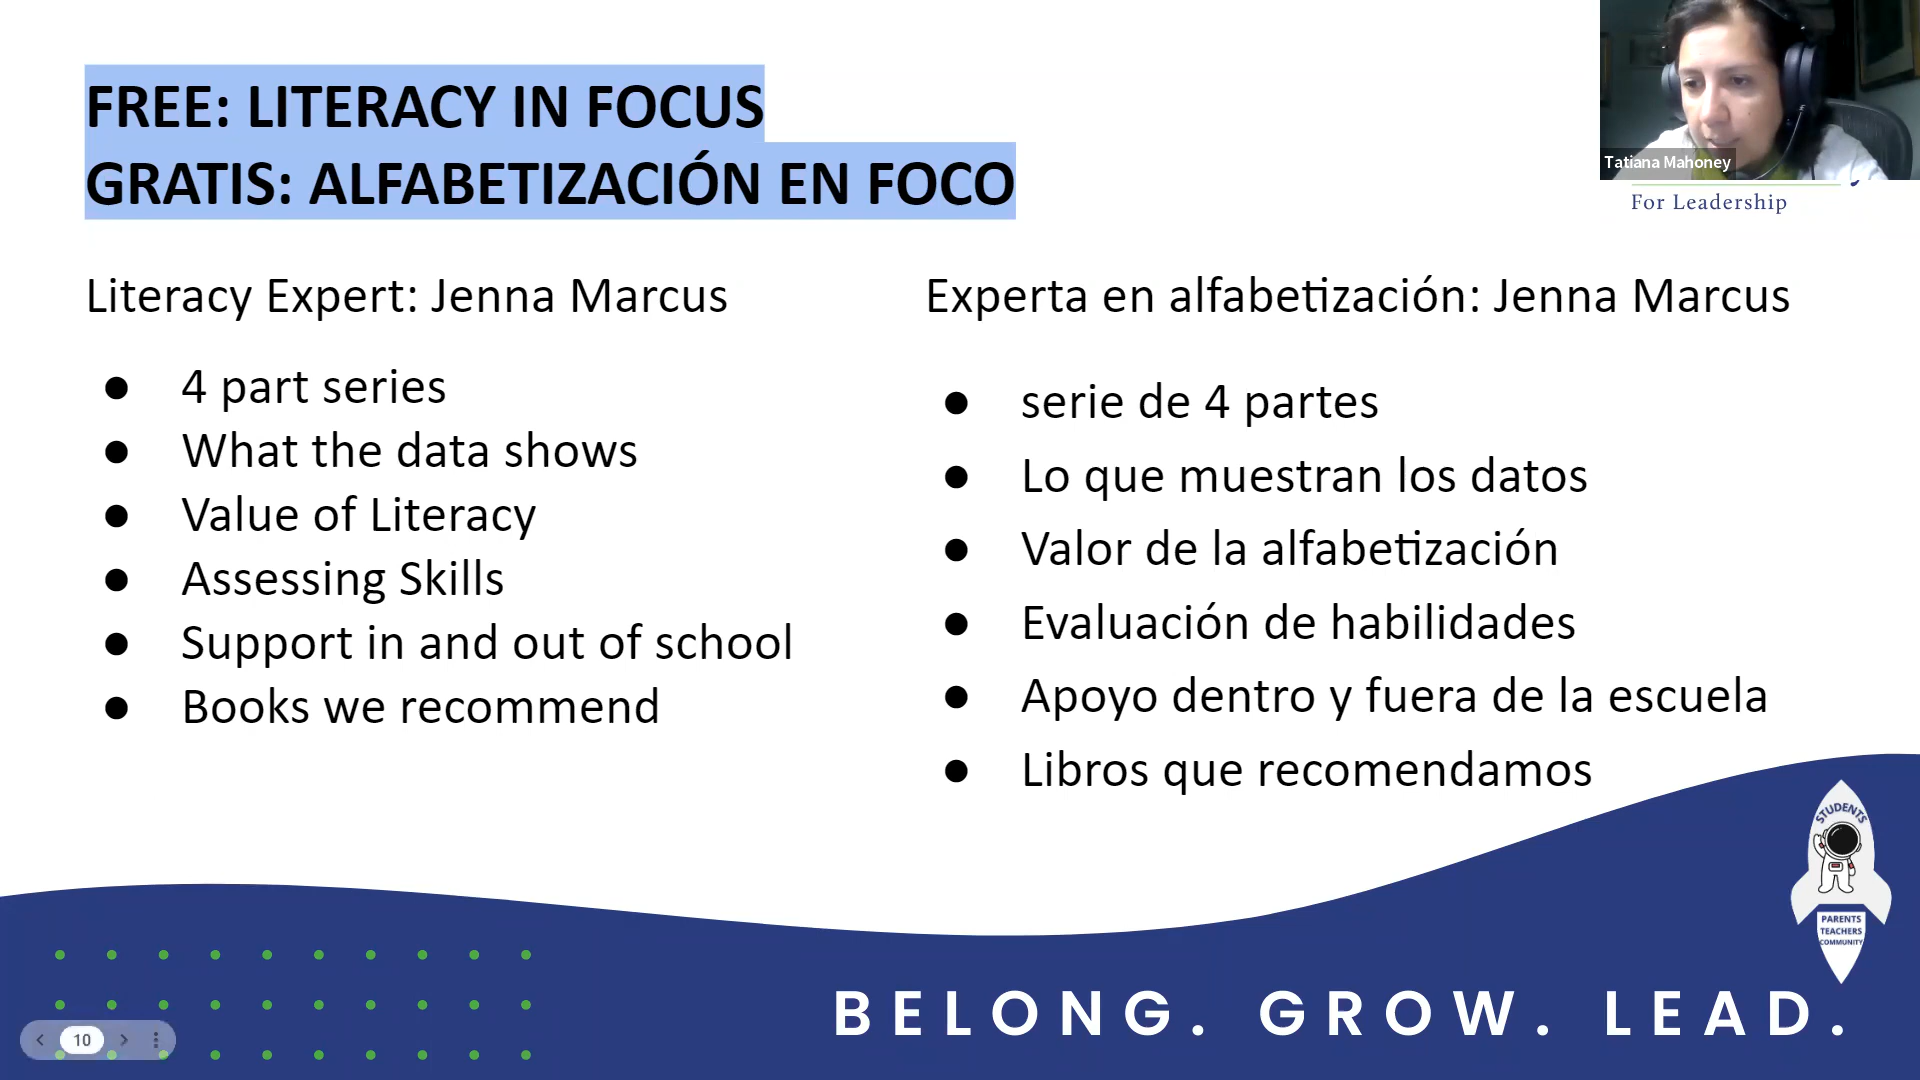 FREE: LITERACY IN FOCUS
GRATIS: ALFABETIZACIÓN EN FOCO
Tatiana Mahoney
For Leadership
Literacy Expert: Jenna Marcus
● 4 part series
● What the data shows
● Value of Literacy
● Assessing Skills
● Support in and out of school
● Books we recommend
Experta en alfabetización: Jenna Marcus
● serie de 4 partes
● Lo que muestran los datos
● Valor de la alfabetización
● Evaluación de habilidades
● Apoyo dentro y fuera de la escuela
● Libros que recomendamos
STUDENTS
PARENTS
TEACHERS
COMMUNITY
BELONG. GROW. LEAD.
10